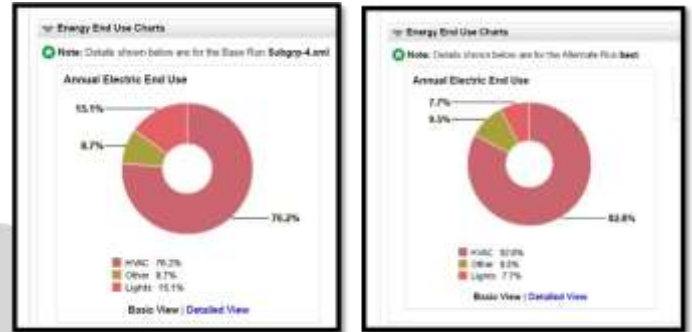 Energy End Use Charts
Note: Details shown below are for the Base Run Subgrp-4.xml
Annual Electric End Use
15.1%
8.7%
76.2%
HVAC 76.2%
Other 8.7%
Lights 15.1%
Basic View | Detailed View
Energy End Use Charts
Note: Details shown below are for the Alternate Run best
Annual Electric End Use
7.7%
9.5%
82.8%
HVAC 82.8%
Other 9.5%
Lights 7.7%
Basic View | Detailed View